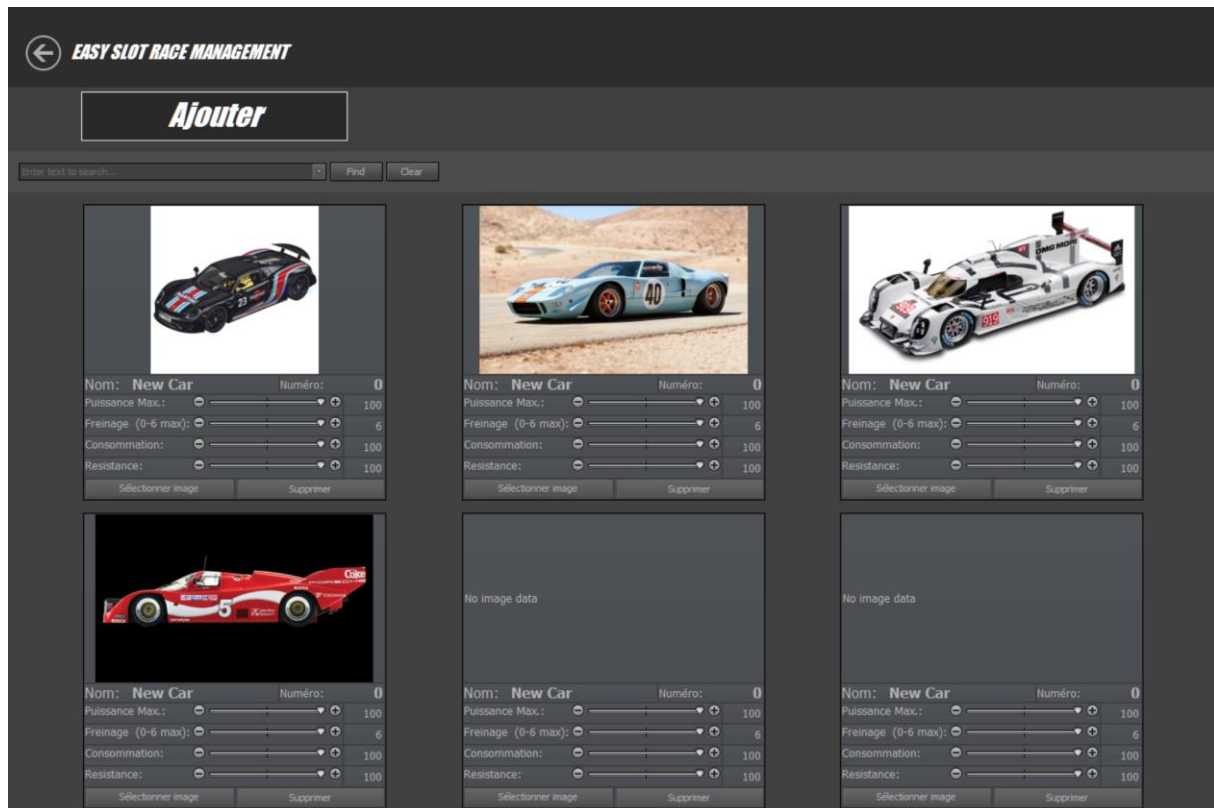 EASY SLOT RACE MANAGEMENT
Ajouter
Enter text to search... Find Clear
23
40
DMG MORI
919
Nom: New Car Numéro: 0 Nom: New Car Numéro: 0 Nom: New Car Numéro: 0
Puissance Max.: 100 Puissance Max.: 100 Puissance Max.: 100
Freinage (0-6 max): 6 Freinage (0-6 max): 6 Freinage (0-6 max): 6
Consommation: 100 Consommation: 100 Consommation: 100
Resistance: 100 Resistance: 100 Resistance: 100
Sélectionner image Supprimer Sélectionner image Supprimer Sélectionner image Supprimer
Coke
5
No image data No image data
Nom: New Car Numéro: 0 Nom: New Car Numéro: 0 Nom: New Car Numéro: 0
Puissance Max.: 100 Puissance Max.: 100 Puissance Max.: 100
Freinage (0-6 max): 6 Freinage (0-6 max): 6 Freinage (0-6 max): 6
Consommation: 100 Consommation: 100 Consommation: 100
Resistance: 100 Resistance: 100 Resistance: 100
Sélectionner image Supprimer Sélectionner image Supprimer Sélectionner image Supprimer